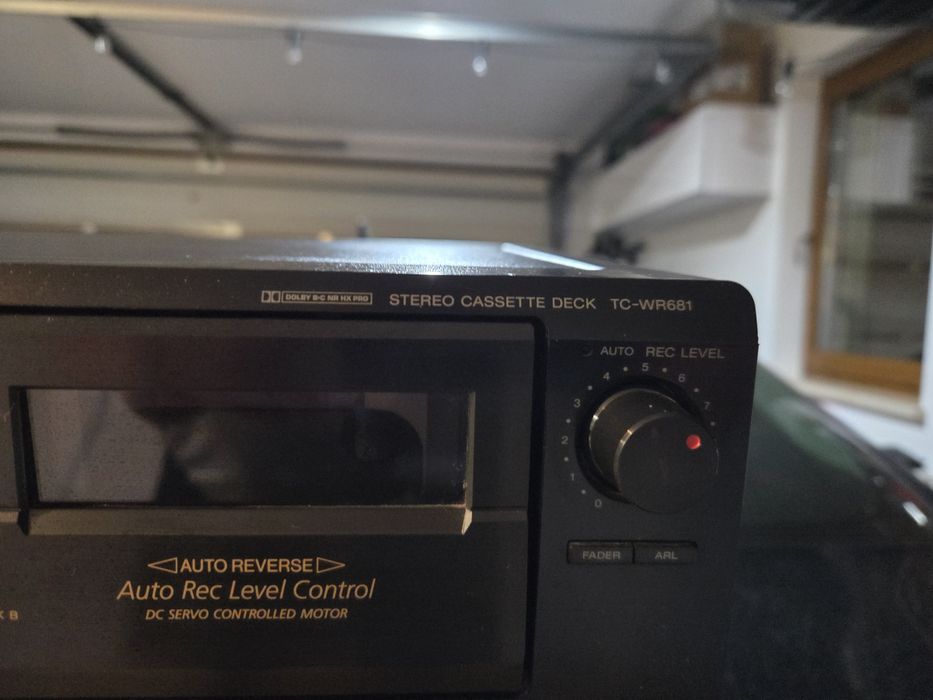 DOLBY B-C NR HX PRO STEREO CASSETTE DECK TC-WR681
AUTO REC LEVEL
0 1 2 3 4 5 6 7
FADER ARL
AUTO REVERSE
Auto Rec Level Control
DC SERVO CONTROLLED MOTOR
B